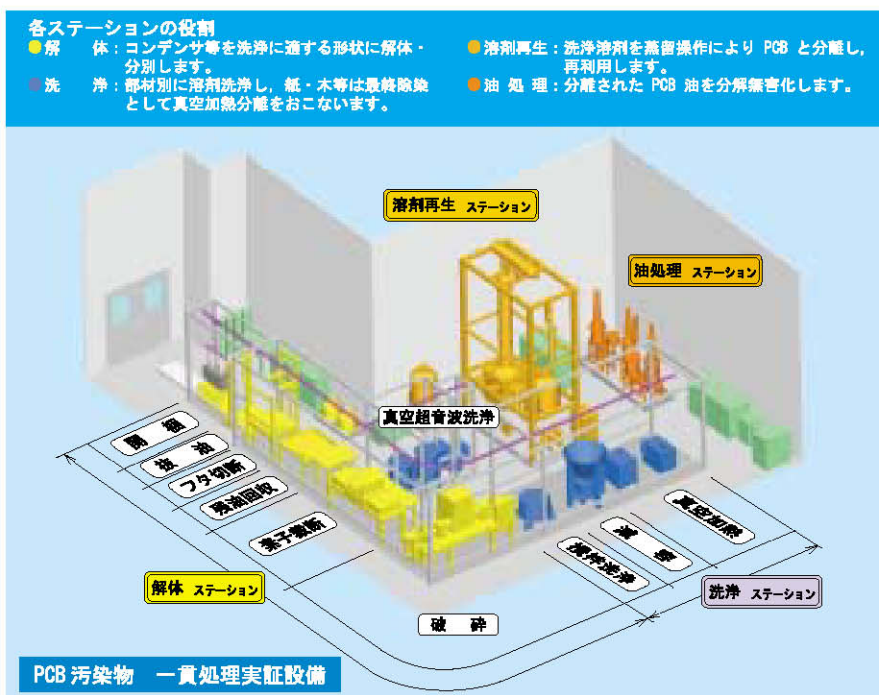 各ステーションの役割
●解 体：コンデンサ等を洗浄に適する形状に解体・
分別します。
●洗 浄：部材別に溶剤洗浄し，紙・木等は最終除染
として真空加熱分離をおこないます。
●溶剤再生：洗浄溶剤を蒸留操作により PCB と分離し，
再利用します。
●油 処 理：分離された PCB 油を分解無害化します。
溶剤再生 ステーション
油処理 ステーション
真空超音波洗浄
開 梱
抜 油
フタ切断
残油回収
素子裁断
解体 ステーション
破 砕
撹拌洗浄
真空加熱
洗浄 ステーション
PCB 汚染物 一貫処理実証設備